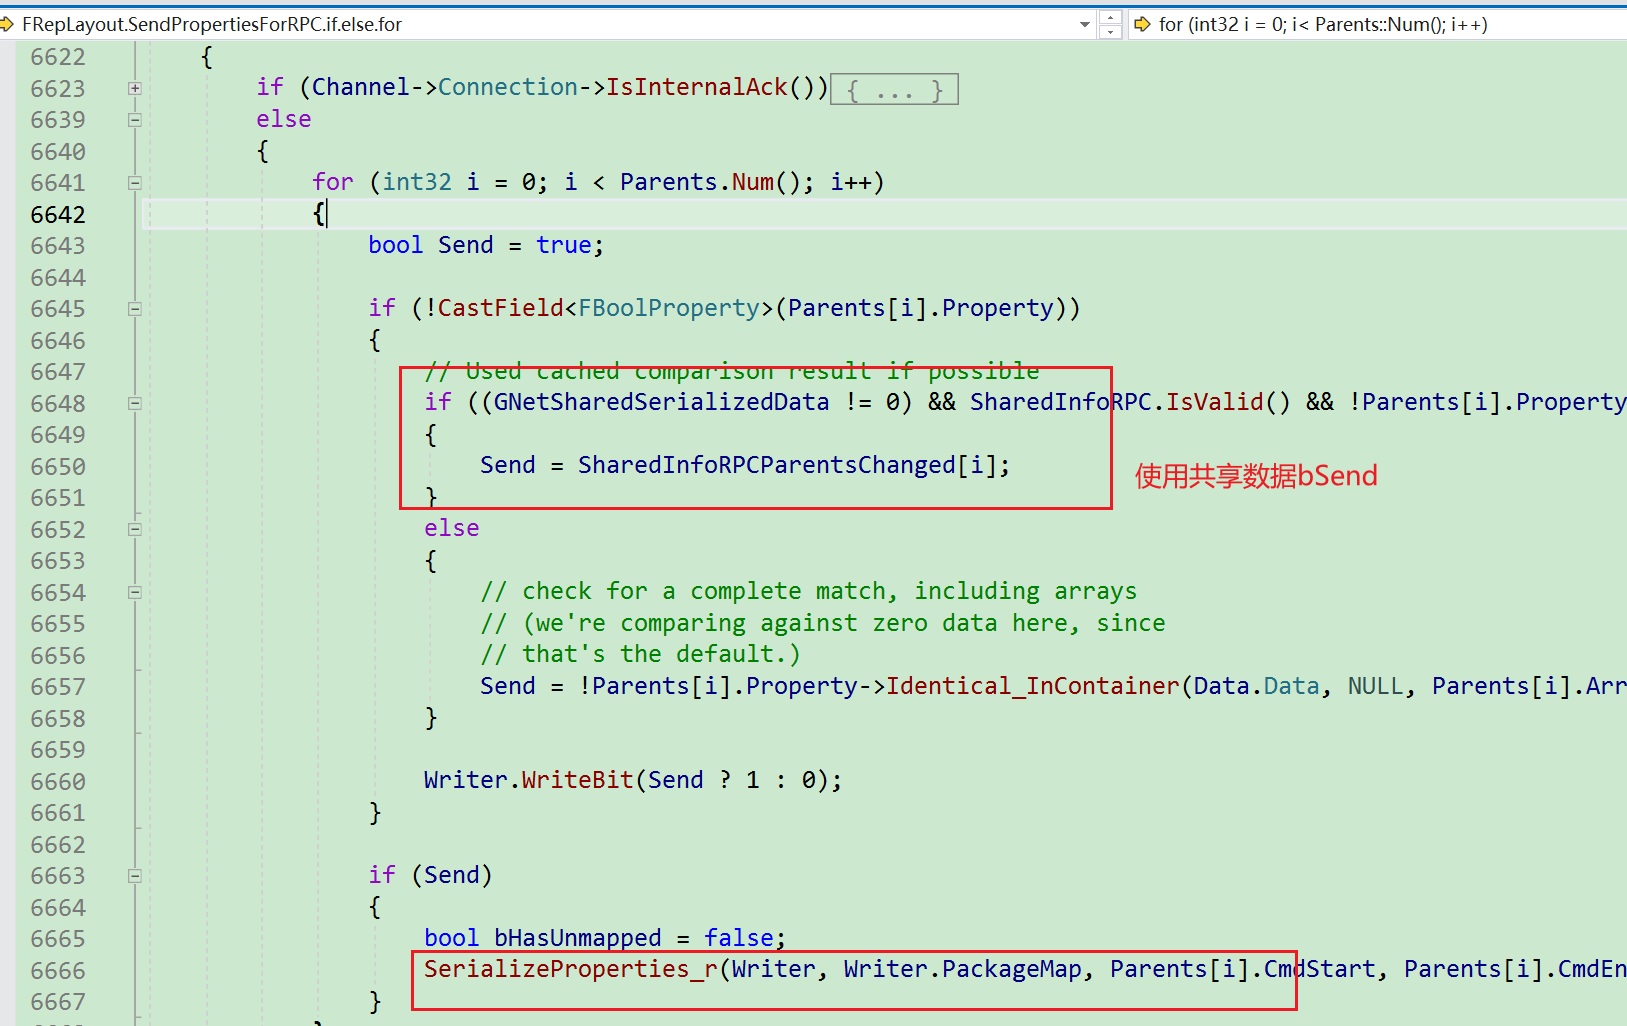 FRepLayout.SendPropertiesForRPC.if.else.for
for (int32 i = 0; i< Parents::Num(); i++)
6622 {
6623 if (Channel->Connection->IsInternalAck()){ ... }
6639 else
6640 {
6641 for (int32 i = 0; i < Parents.Num(); i++)
6642 {
6643 bool Send = true;
6644
6645 if (!CastField<FBoolProperty>(Parents[i].Property))
6646 {
6647 // Used cached comparison result if possible
6648 if ((GNetSharedSerializedData != 0) && SharedInfoRPC.IsValid() && !Parents[i].Property
6649 {
6650 Send = SharedInfoRPCParentsChanged[i];
使用共享数据bSend
6651 }
6652 else
6653 {
6654 // check for a complete match, including arrays
6655 // (we're comparing against zero data here, since
6656 // that's the default.)
6657 Send = !Parents[i].Property->Identical_InContainer(Data.Data, NULL, Parents[i].Arr
6658 }
6659
6660 Writer.WriteBit(Send ? 1 : 0);
6661 }
6662
6663 if (Send)
6664 {
6665 bool bHasUnmapped = false;
6666 SerializeProperties_r(Writer, Writer.PackageMap, Parents[i].CmdStart, Parents[i].CmdEn
6667 }